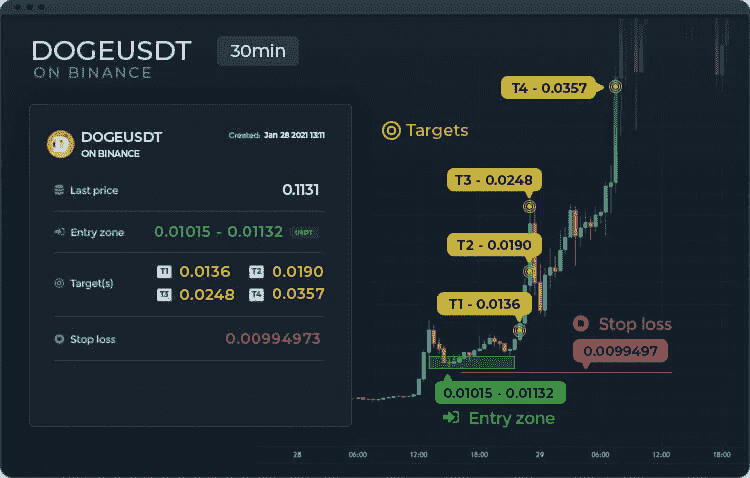 DOGEUSDT 30min
ON BINANCE
DOGEUSDT
ON BINANCE
Created: Jan 28 2021 13:11
Last price 0.1131
Entry zone 0.01015 - 0.01132 USDT
Target(s)
T1 0.0136 T2 0.0190
T3 0.0248 T4 0.0357
Stop loss 0.00994973
T4 - 0.0357
Targets
T3 - 0.0248
T2 - 0.0190
T1 - 0.0136
Stop loss
0.0099497
0.01015 - 0.01132
Entry zone
28 06:00 12:00 18:00 29 06:00 12:00 18:00